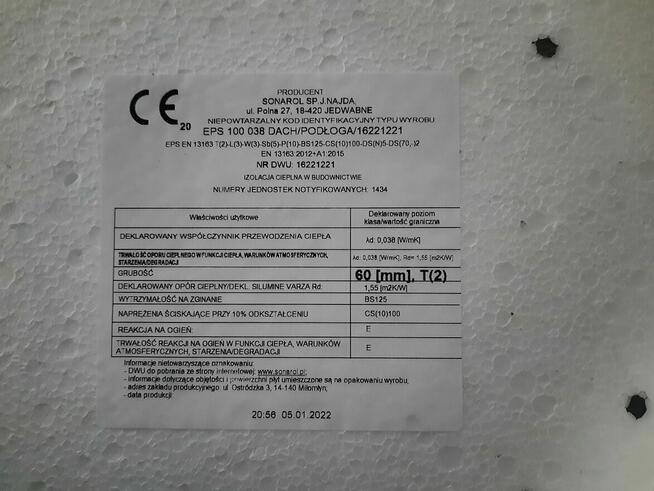 CE 20
PRODUCENT
SONAROL SP.J.NAJDA,
ul. Polna 27, 18-420 JEDWABNE
NIEPOWTARZALNY KOD IDENTYFIKACYJNY TYPU WYROBU:
EPS 100 038 DACH/PODŁOGA/16221221
EPS EN 13163 T(2)-L(3)-W(3)-Sb(5)-P(10)-BS125-CS(10)100-DS(N)5-DS(70,-)2
EN 13163:2012+A1:2015
NR DWU: 16221221
IZOLACJA CIEPLNA W BUDOWNICTWIE
NUMERY JEDNOSTEK NOTYFIKOWANYCH: 1434
Właściwości użytkowe Deklarowany poziom klasa/wartość graniczna
DEKLAROWANY WSPÓŁCZYNNIK PRZEWODZENIA CIEPŁA λd: 0,038 [W/mK]
TRWAŁOŚĆ OPORU CIEPLNEGO W FUNKCJI CIEPŁA, WARUNKÓW ATMOSFERYCZNYCH, λd: 0,038 [W/mK], Rd= 1,55 [m2K/W]
STARZENIA/DEGRADACJI
GRUBOŚĆ 60 [mm], T(2)
DEKLAROWANY OPÓR CIEPLNY/DEKL. SILUMINE VARZA Rd: 1,55 [m2K/W]
WYTRZYMAŁOŚĆ NA ZGINANIE BS125
NAPRĘŻENIA ŚCISKAJĄCE PRZY 10% ODKSZTAŁCENIU CS(10)100
REAKCJA NA OGIEŃ: E
TRWAŁOŚĆ REAKCJI NA OGIEŃ W FUNKCJI CIEPŁA, WARUNKÓW E
ATMOSFERYCZNYCH, STARZENIA/DEGRADACJI
Informacje nietowarzyszące oznakowaniu:
- DWU do pobrania ze strony internetowej: www.sonarol.pl;
- informacje dotyczące objętości i powierzchni płyt umieszczone są na opakowaniu wyrobu;
- adres zakładu produkcyjnego: ul Ostródzka 3, 14-140 Miłomłyn;
- data produkcji:
20:56 05.01.2022